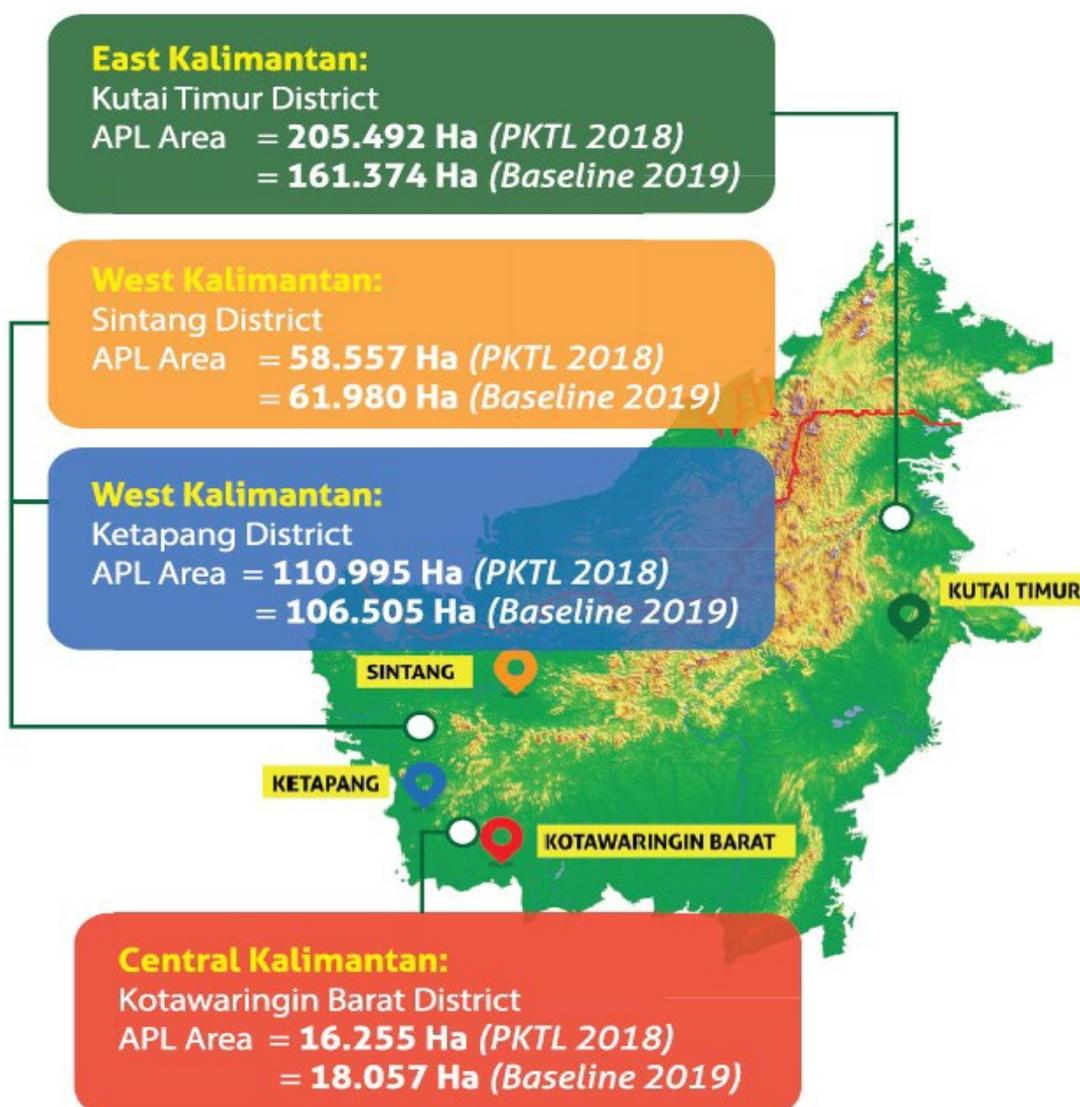 East Kalimantan:
Kutai Timur District
APL Area = 205.492 Ha (PKTL 2018)
= 161.374 Ha (Baseline 2019)
West Kalimantan:
Sintang District
APL Area = 58.557 Ha (PKTL 2018)
= 61.980 Ha (Baseline 2019)
West Kalimantan:
Ketapang District
APL Area = 110.995 Ha (PKTL 2018)
= 106.505 Ha (Baseline 2019)
KUTAI TIMUR
SINTANG
KETAPANG
KOTAWARINGIN BARAT
Central Kalimantan:
Kotawaringin Barat District
APL Area = 16.255 Ha (PKTL 2018)
= 18.057 Ha (Baseline 2019)